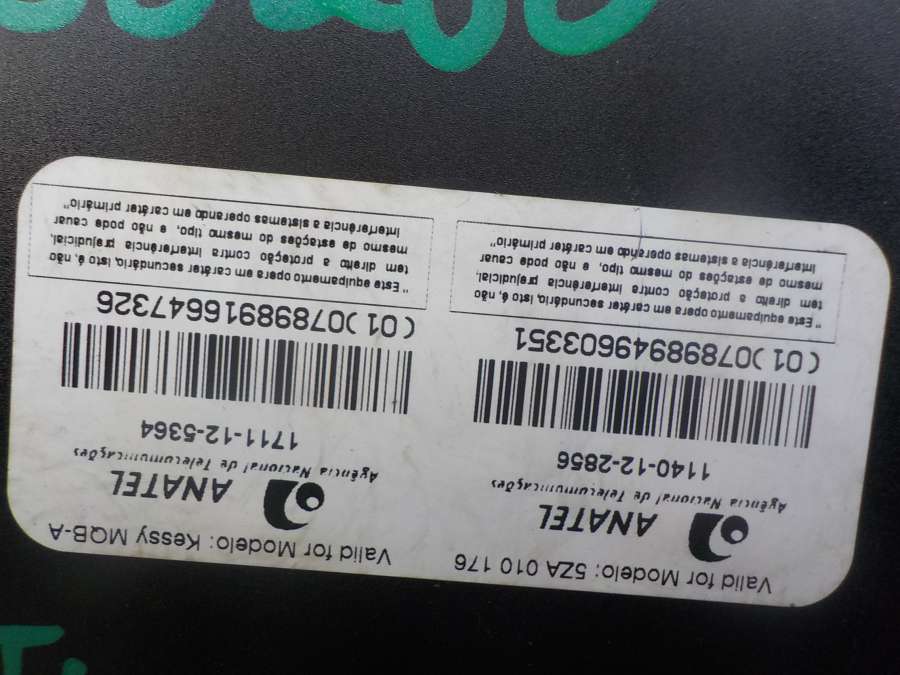 Valid for Modelo: 5ZA 010 176
ANATEL
Agência Nacional de Telecomunicações
1140-12-2856
(01)07898949603351
"Este equipamento opera em caráter secundário, isto é, não
tem direito a proteção contra interferência prejudicial,
mesmo de estações do mesmo tipo, e não pode cauar
interferência a sistemas operando em caráter primário"
Valid for Modelo: Kessy MQB-A
ANATEL
Agência Nacional de Telecomunicações
1711-12-5364
(01)07898916647326
"Este equipamento opera em caráter secundário, isto é, não
tem direito a proteção contra interferência prejudicial,
mesmo de estações do mesmo tipo, e não pode cauar
interferência a sistemas operando em caráter primário"